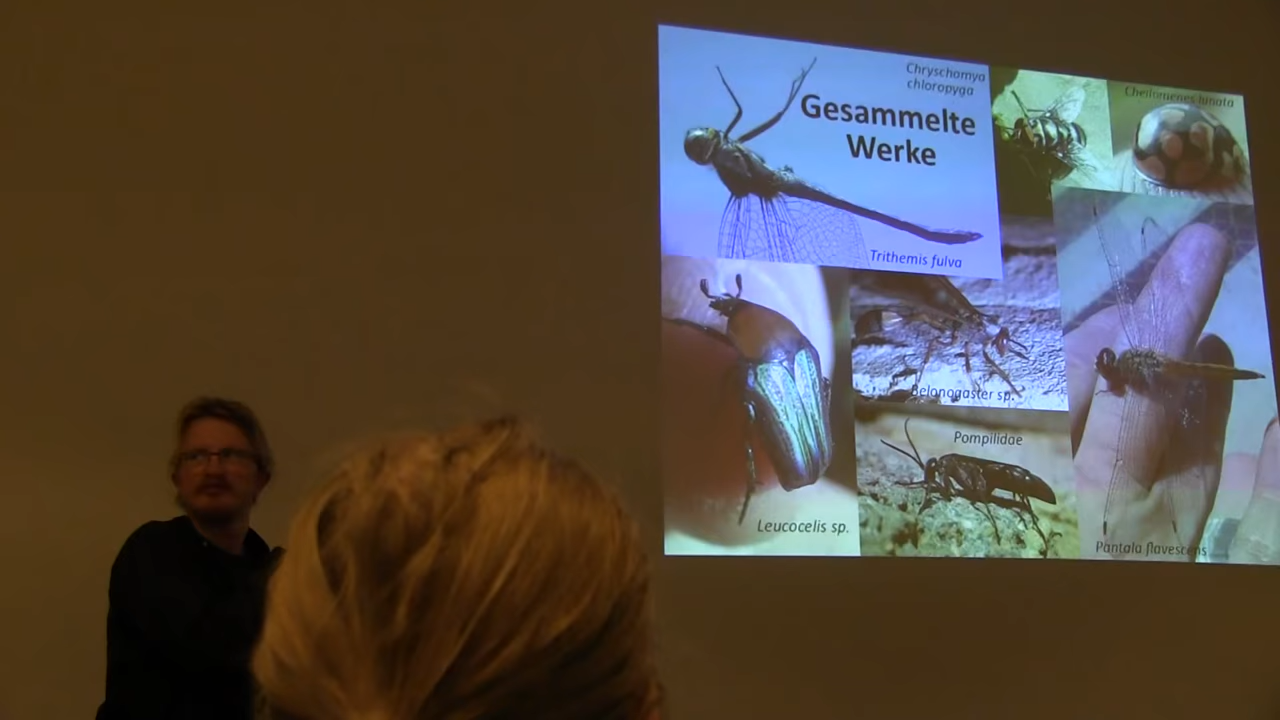 Chryschomya
chloropyga
Gesammelte
Werke
Cheilomenes lunata
Trithemis fulva
Belonogaster sp.
Pompilidae
Leucocelis sp.
Pantala flavescens